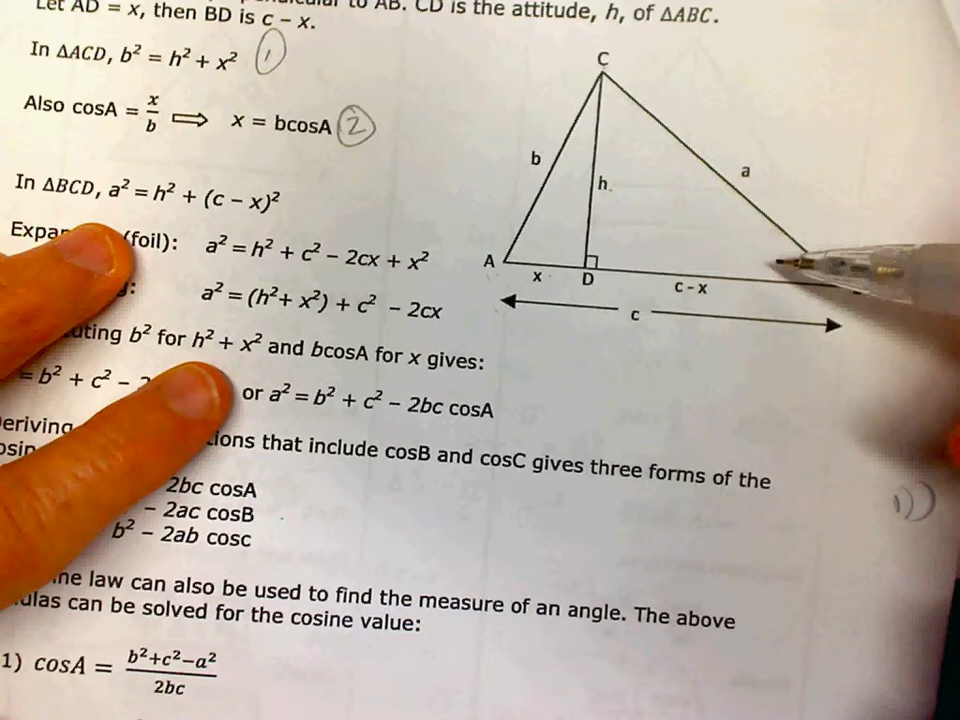 Let AD = x, then BD is c – x. to AB. CD is the attitude, h, of ΔABC.
In ΔACD, b² = h² + x² 1
Also cosA = x/b ⟹ x = bcosA 2
In ΔBCD, a² = h² + (c – x)²
(foil): a² = h² + c² – 2cx + x²
a² = (h²+ x²) + c² – 2cx
b² for h² + x² and bcosA for x gives:
= b² + c² – or a² = b² + c² – 2bc cosA
that include cosB and cosC gives three forms of the
2bc cosA
– 2ac cosB
b² – 2ab cosc
law can also be used to find the measure of an angle. The above
can be solved for the cosine value:
1) cosA = b²+c²−a² / 2bc
C
b
a
h
A
x
D
c - x
c